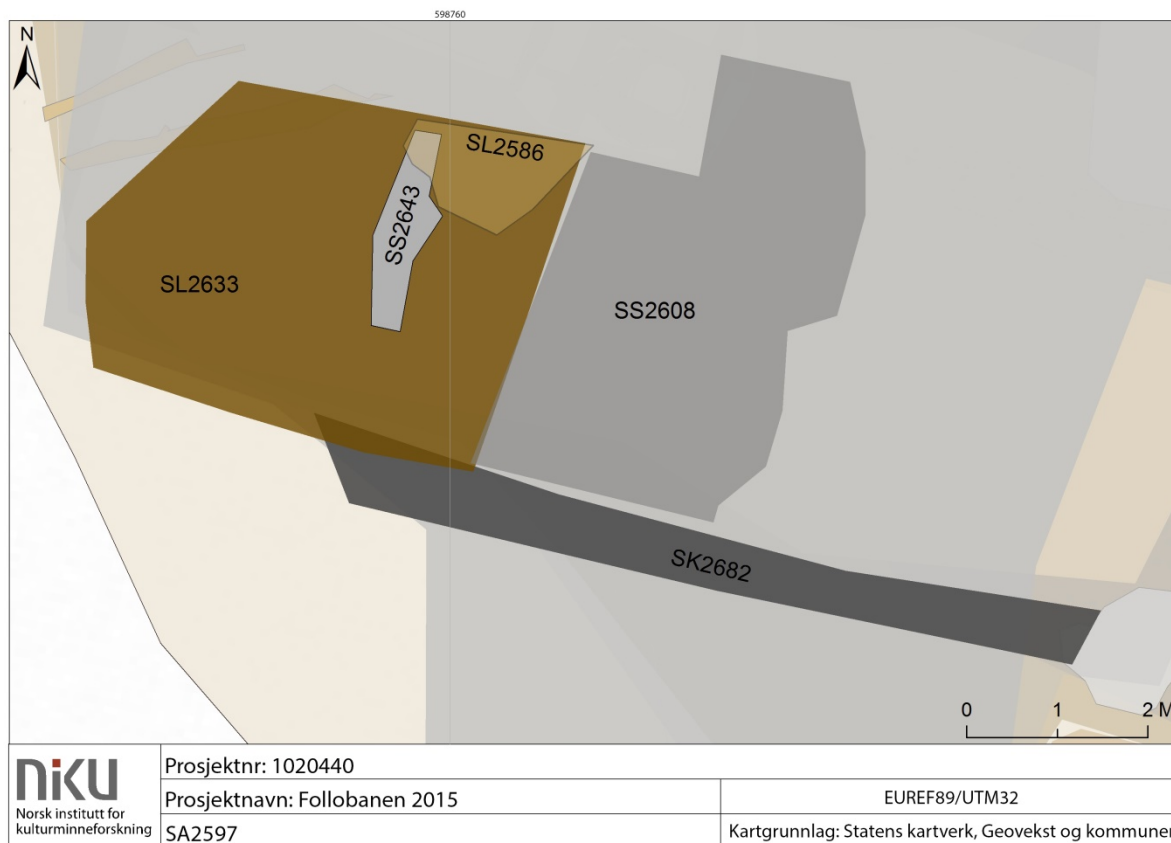 598760
N
SL2586
SS2643
SL2633
SS2608
SK2682
0 1 2 M
niku
Norsk institutt for
kulturminneforskning
Prosjektnr: 1020440
Prosjektnavn: Follobanen 2015
SA2597
EUREF89/UTM32
Kartgrunnlag: Statens kartverk, Geovekst og kommuner